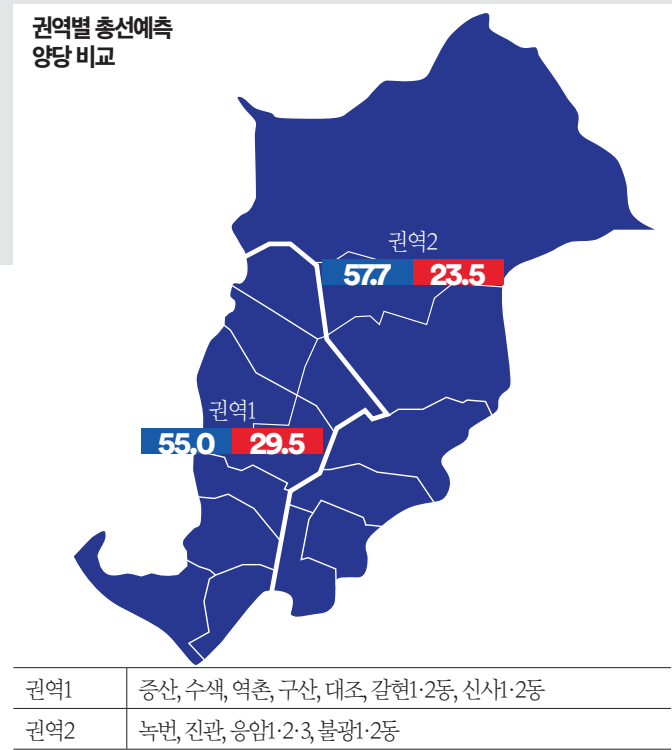 권역별 총선예측
양당 비교
권역2
57.7 23.5
권역1
55.0 29.5
권역1 증산, 수색, 역촌, 구산, 대조, 갈현1·2동, 신사1·2동
권역2 녹번, 진관, 응암1·2·3, 불광1·2동